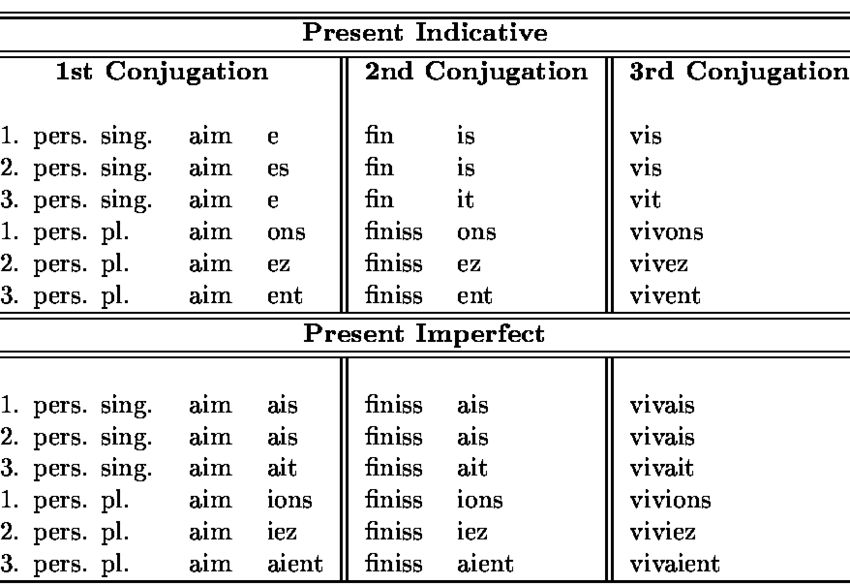 Present Indicative
1st Conjugation 2nd Conjugation 3rd Conjugation
1. pers. sing. aim e fin is vis
2. pers. sing. aim es fin is vis
3. pers. sing. aim e fin it vit
1. pers. pl. aim ons finiss ons vivons
2. pers. pl. aim ez finiss ez vivez
3. pers. pl. aim ent finiss ent vivent
Present Imperfect
1. pers. sing. aim ais finiss ais vivais
2. pers. sing. aim ais finiss ais vivais
3. pers. sing. aim ait finiss ait vivait
1. pers. pl. aim ions finiss ions vivions
2. pers. pl. aim iez finiss iez viviez
3. pers. pl. aim aient finiss aient vivaient